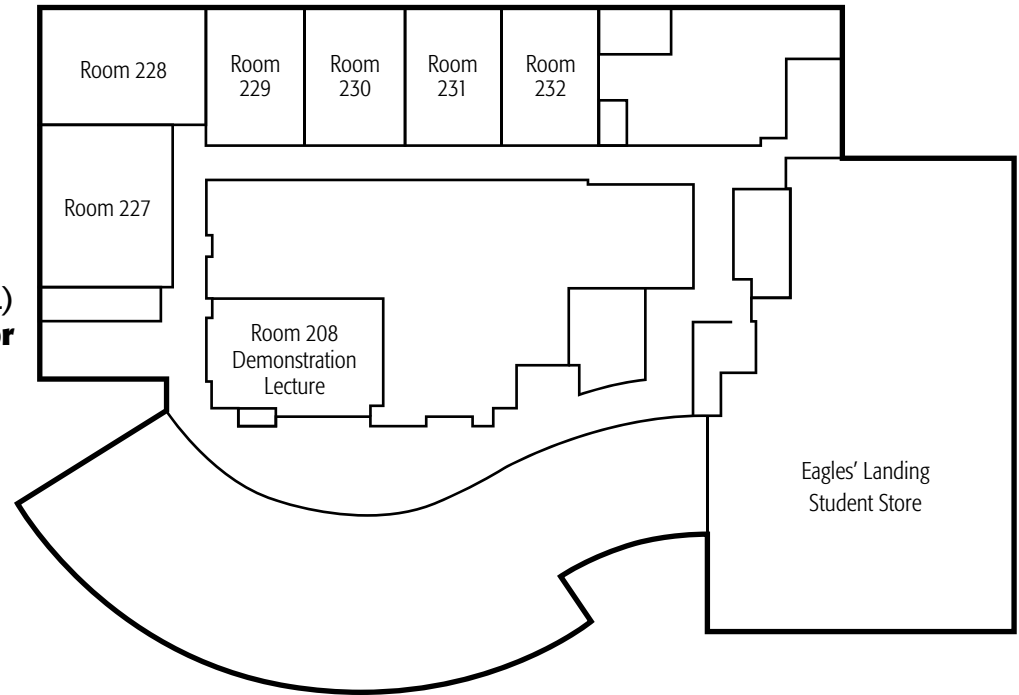 Room 228
Room
229
Room
230
Room
231
Room
232
Room 227
)
or
Room 208
Demonstration
Lecture
Eagles’ Landing
Student Store